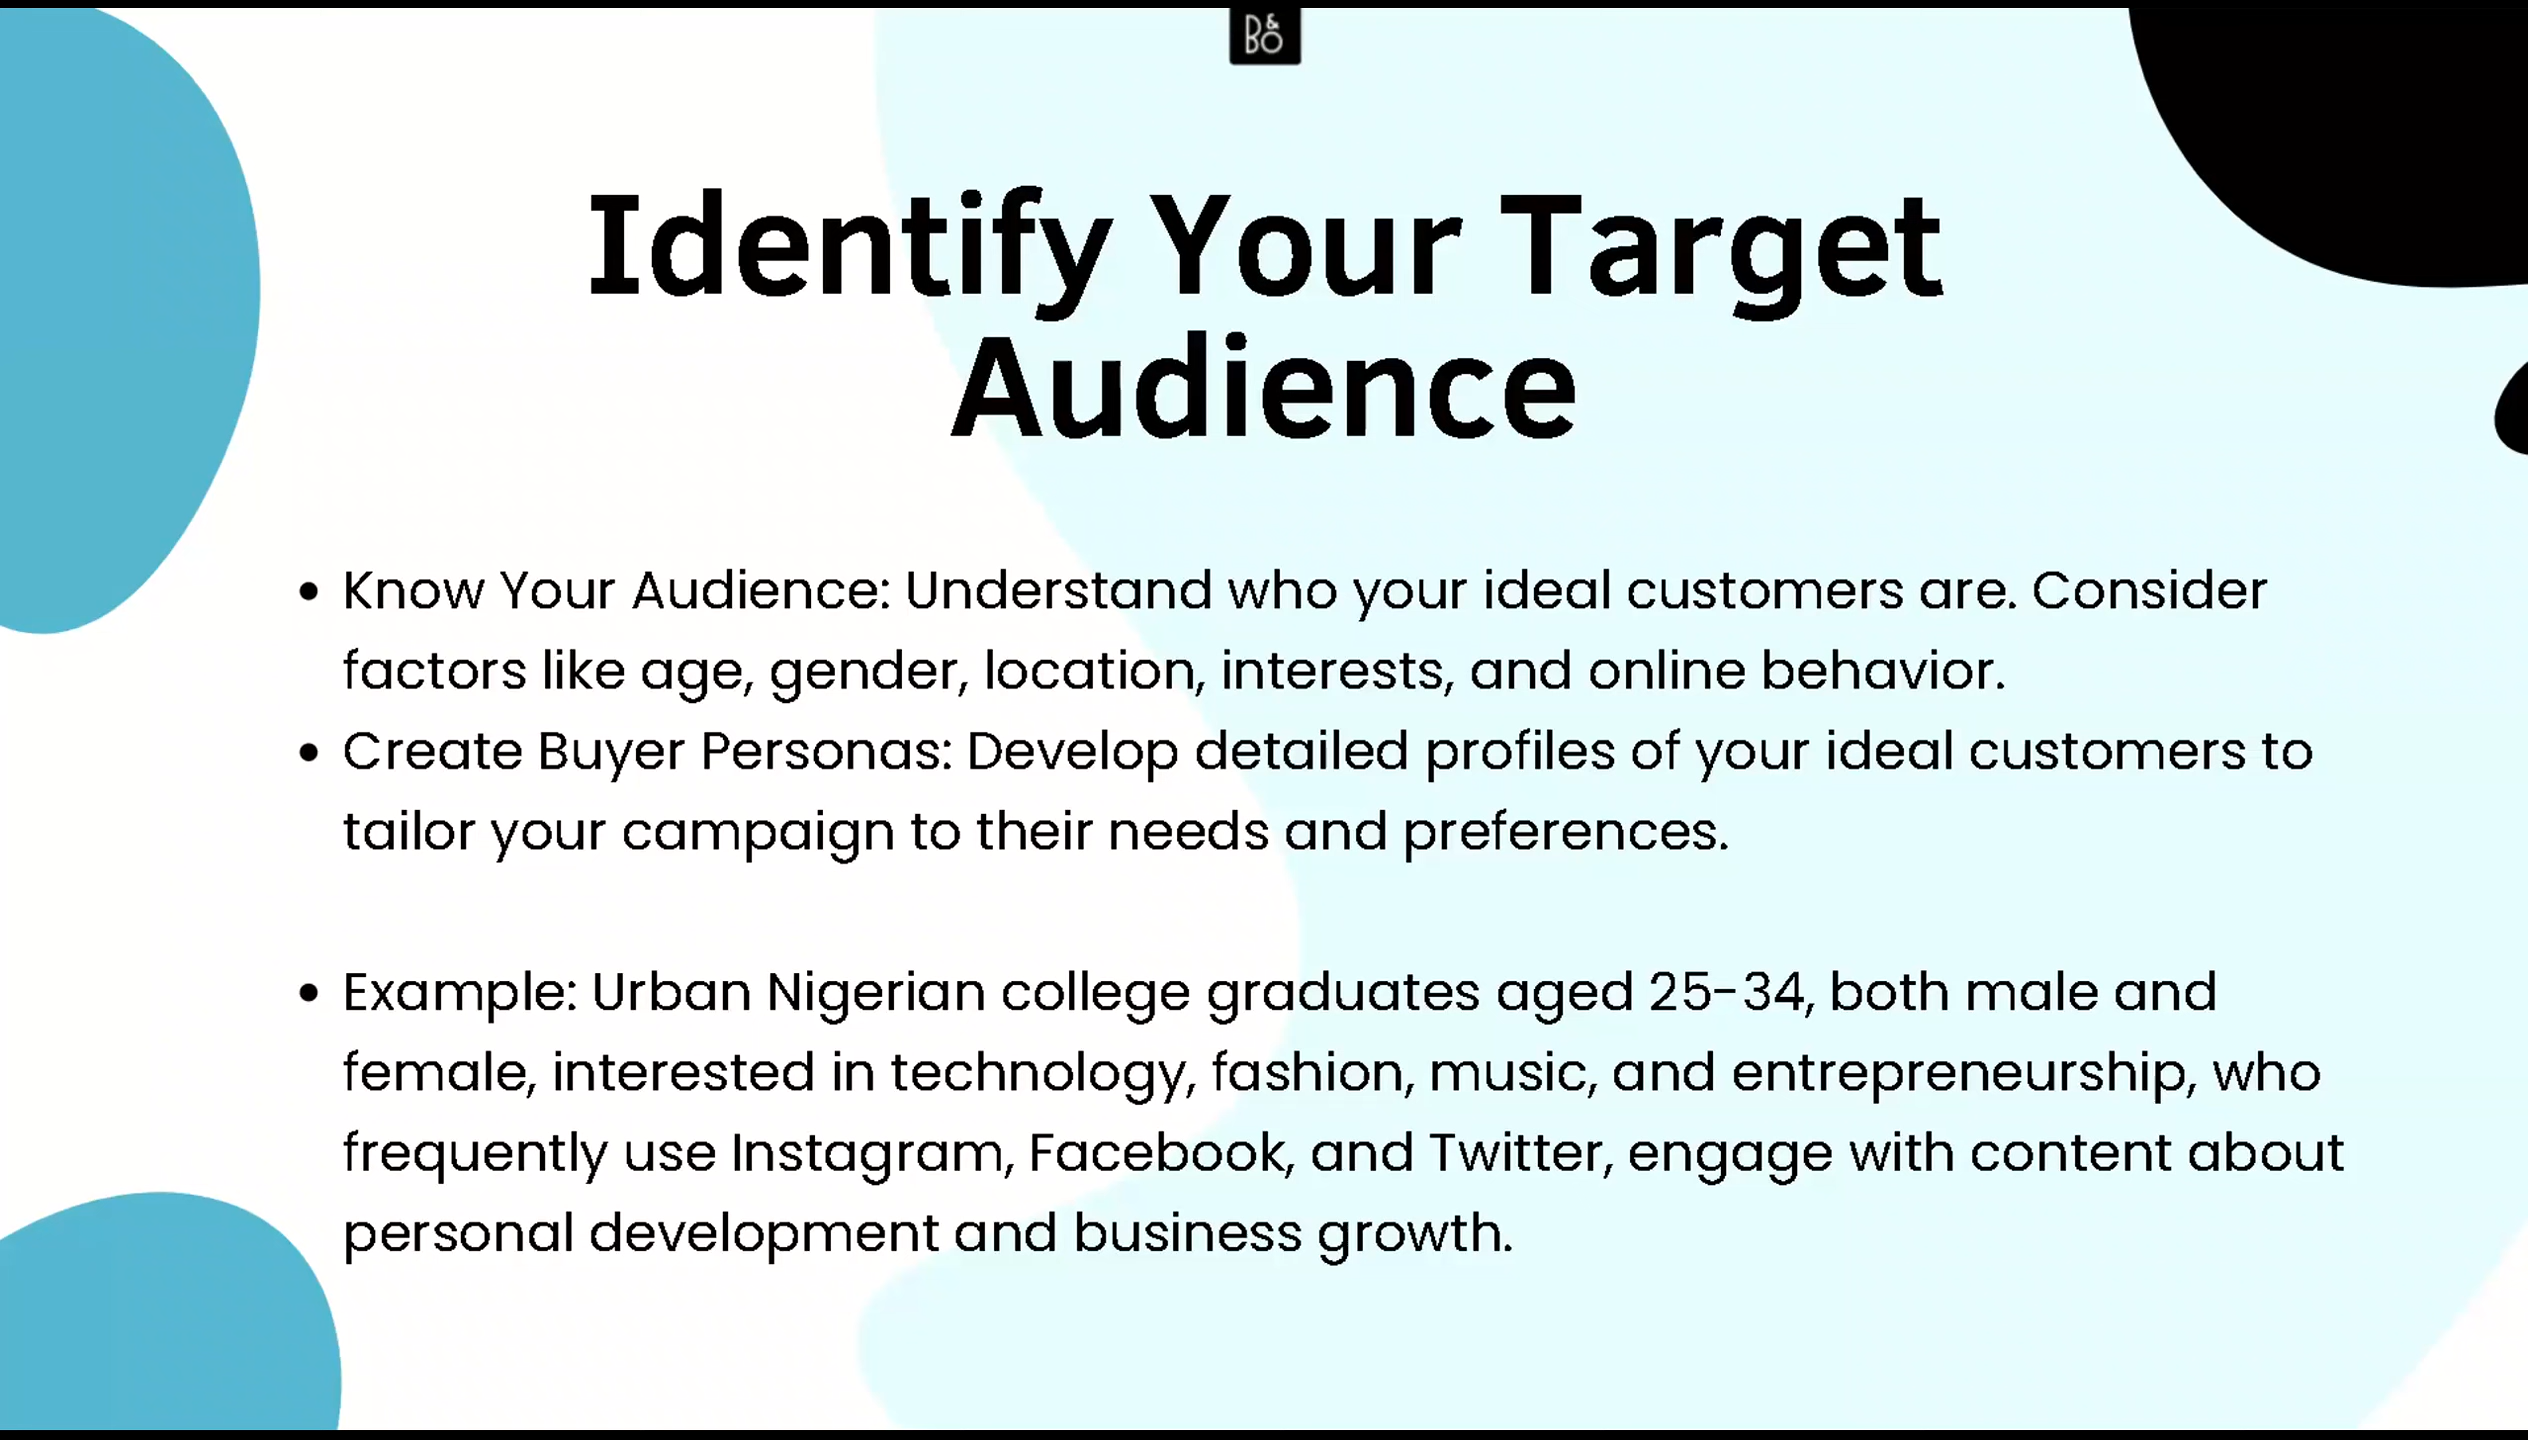 B&O
Identify Your Target
Audience
• Know Your Audience: Understand who your ideal customers are. Consider
factors like age, gender, location, interests, and online behavior.
• Create Buyer Personas: Develop detailed profiles of your ideal customers to
tailor your campaign to their needs and preferences.
• Example: Urban Nigerian college graduates aged 25-34, both male and
female, interested in technology, fashion, music, and entrepreneurship, who
frequently use Instagram, Facebook, and Twitter, engage with content about
personal development and business growth.